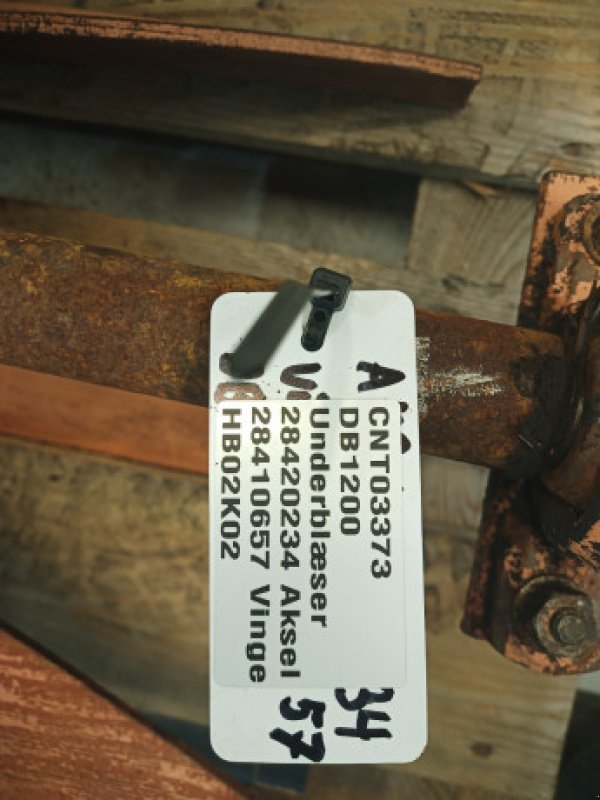 CNT03373
DB1200
Underblæser
28420234 Aksel
28410657 Vinge
HB02K02
34
57